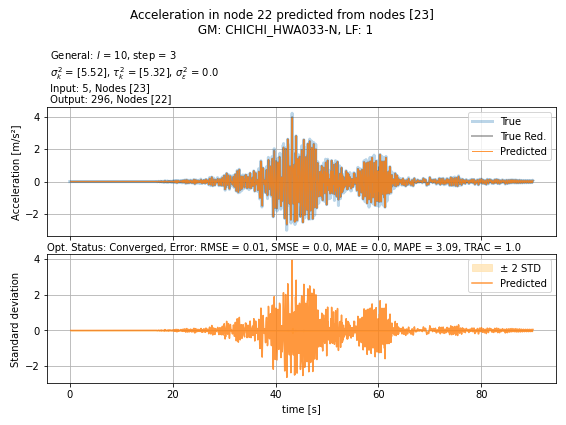 Acceleration in node 22 predicted from nodes [23]
GM: CHICHI_HWA033-N, LF: 1
General: l = 10, step = 3
σ²ₖ = [5.52], τ²ₖ = [5.32], σ²ε = 0.0
Input: 5, Nodes [23]
Output: 296, Nodes [22]
Acceleration [m/s²]
4
2
0
−2
True
True Red.
Predicted
Opt. Status: Converged, Error: RMSE = 0.01, SMSE = 0.0, MAE = 0.0, MAPE = 3.09, TRAC = 1.0
Standard deviation
4
2
0
−2
± 2 STD
Predicted
0 20 40 60 80
time [s]